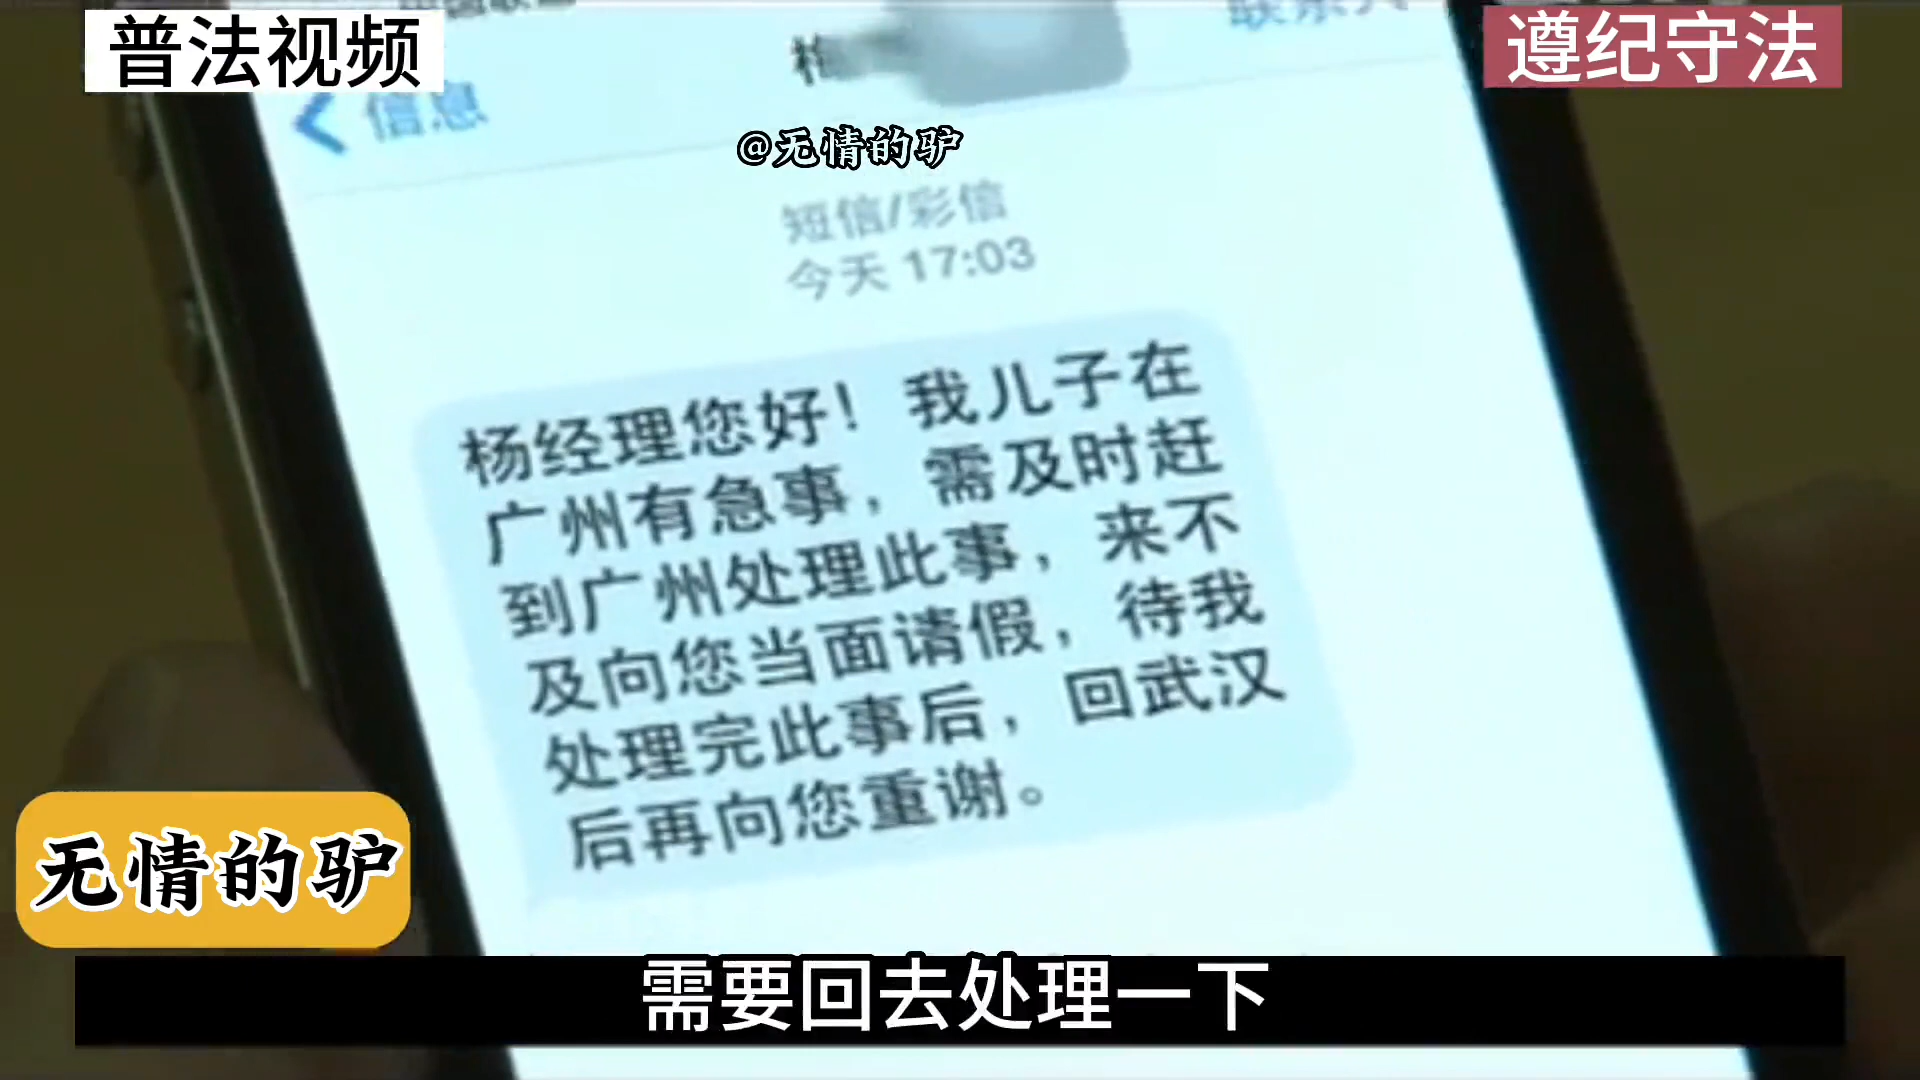 普法视频
遵纪守法
信息
@无情的驴
短信/彩信
今天 17:03
杨经理您好！我儿子在
广州有急事，需及时赶
到广州处理此事，来不
及向您当面请假，待我
处理完此事后，回武汉
后再向您重谢。
无情的驴
需要回去处理一下